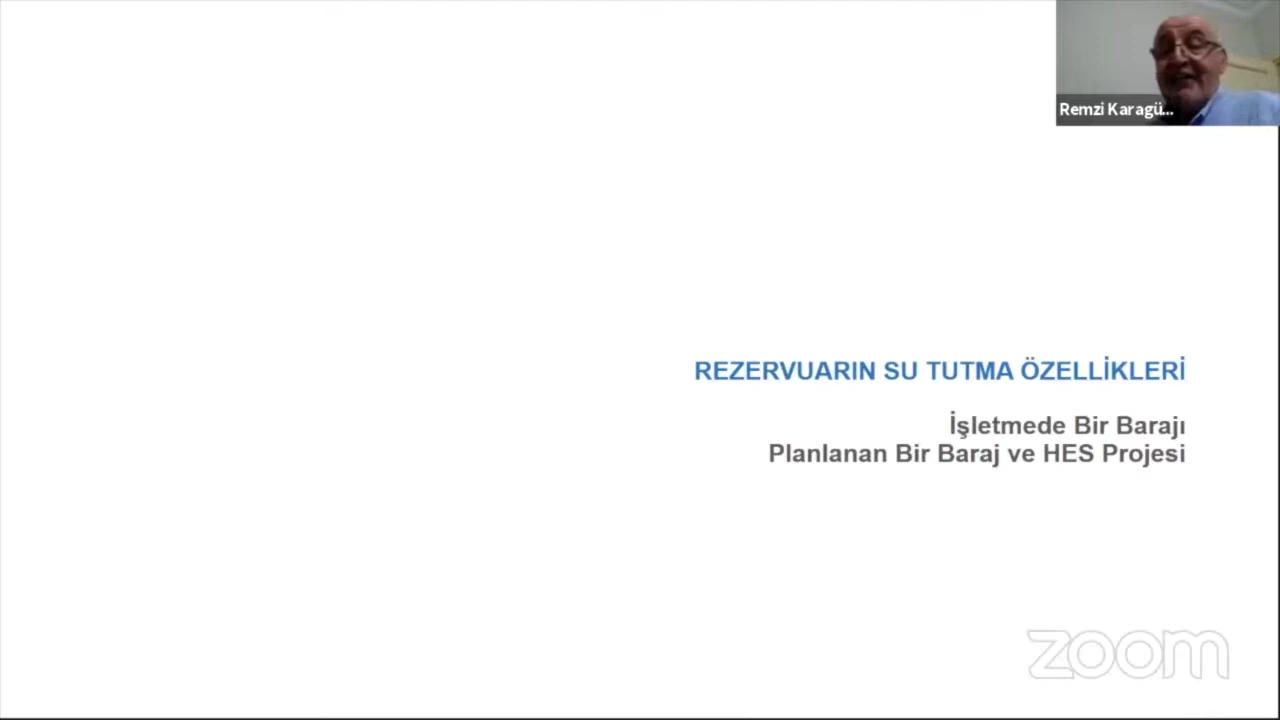 Remzi Karagü...
REZERVUARIN SU TUTMA ÖZELLİKLERİ
İşletmede Bir Barajı
Planlanan Bir Baraj ve HES Projesi
zoom